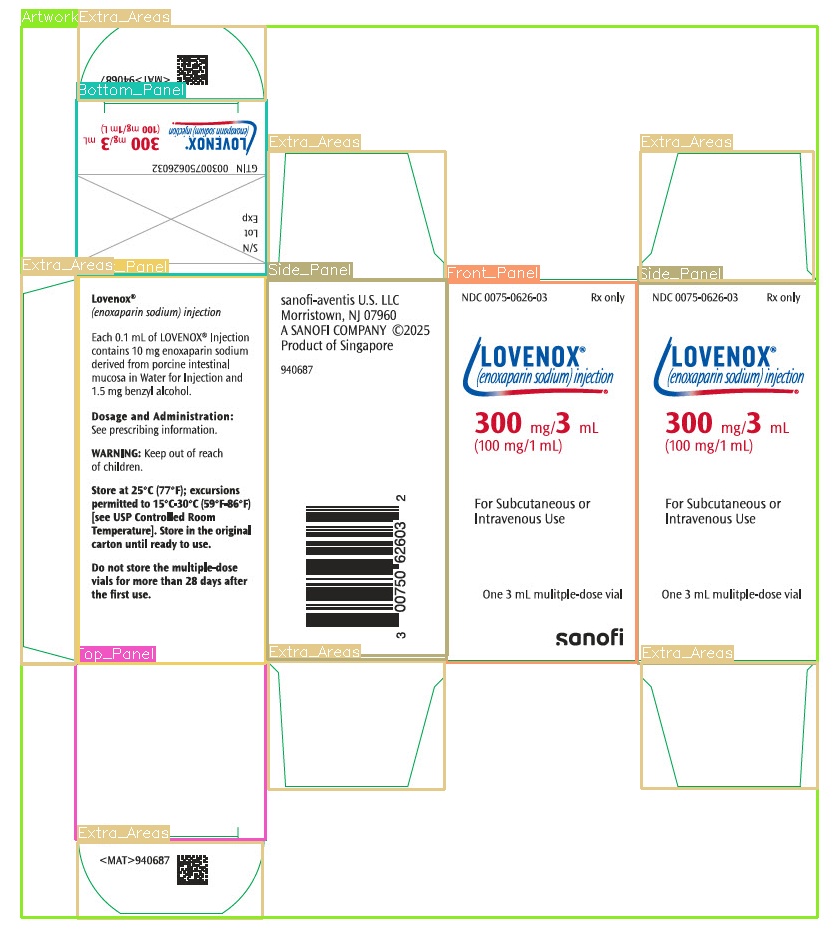 Artwork
Extra_Areas
<MAT>940687
Bottom_Panel
300 mg/3 mL
(100 mg/1mL)
LOVENOX®
(enoxaparin sodium) injection
GTIN 00300750626032
S/N
Lot
Exp
Extra_Areas
Extra_Areas
Extra_Areas
_Panel
Lovenox®
(enoxaparin sodium) injection
Each 0.1 mL of LOVENOX® Injection
contains 10 mg enoxaparin sodium
derived from porcine intestinal
mucosa in Water for Injection and
1.5 mg benzyl alcohol.
Dosage and Administration:
See prescribing information.
WARNING: Keep out of reach
of children.
Store at 25°C (77°F); excursions
permitted to 15°C-30°C (59°F-86°F)
[see USP Controlled Room
Temperature]. Store in the original
carton until ready to use.
Do not store the multiple-dose
vials for more than 28 days after
the first use.
Side_Panel
sanofi-aventis U.S. LLC
Morristown, NJ 07960
A SANOFI COMPANY ©2025
Product of Singapore
940687
3 00750 62603 2
Front_Panel
NDC 0075-0626-03 Rx only
LOVENOX®
(enoxaparin sodium) injection
300 mg/3 mL
(100 mg/1 mL)
For Subcutaneous or
Intravenous Use
One 3 mL mulitple-dose vial
sanofi
Side_Panel
NDC 0075-0626-03 Rx only
LOVENOX®
(enoxaparin sodium) injection
300 mg/3 mL
(100 mg/1 mL)
For Subcutaneous or
Intravenous Use
One 3 mL mulitple-dose vial
Top_Panel
Extra_Areas
Extra_Areas
Extra_Areas
<MAT>940687